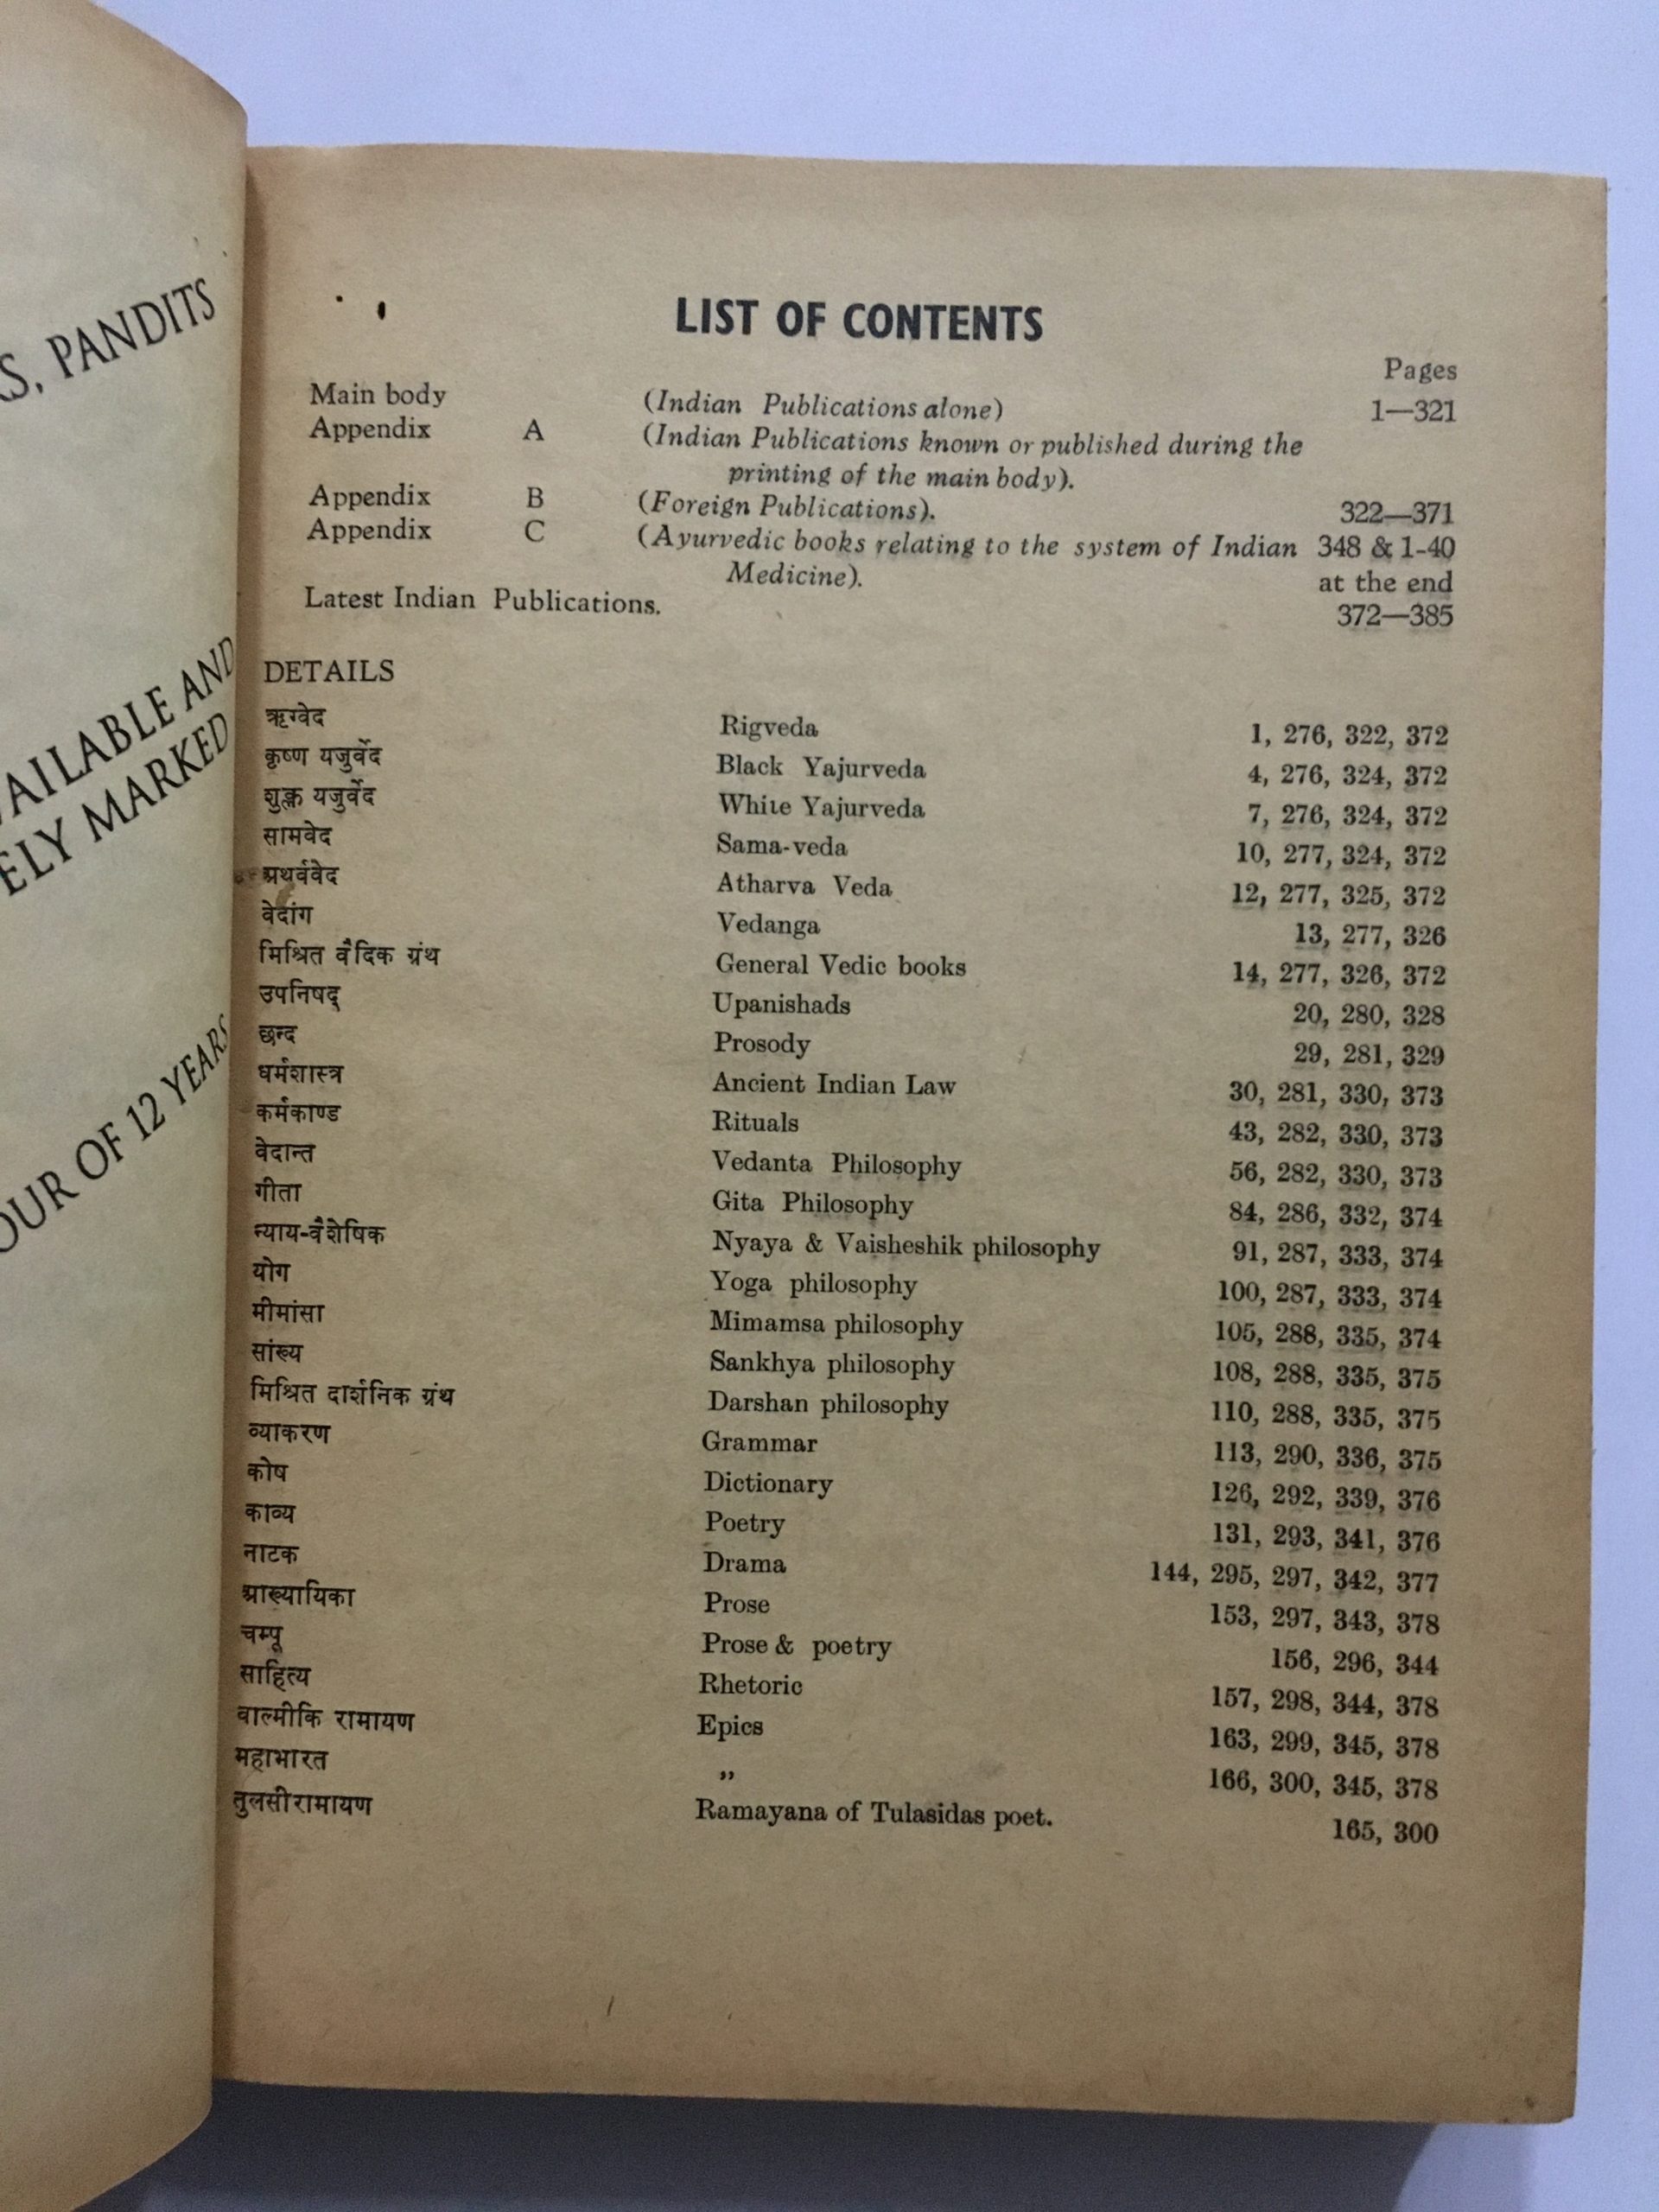 S, PANDITS
AILABLE AND
ELY MARKED
OUR OF 12 YEARS
LIST OF CONTENTS
Pages
Main body (Indian Publications alone) 1—321
Appendix A (Indian Publications known or published during the
printing of the main body).
Appendix B (Foreign Publications). 322—371
Appendix C (Ayurvedic books relating to the system of Indian 348 & 1-40
Medicine). at the end
Latest Indian Publications. 372—385
DETAILS
ऋग्वेद Rigveda 1, 276, 322, 372
कृष्ण यजुर्वेद Black Yajurveda 4, 276, 324, 372
शुक्ल यजुर्वेद White Yajurveda 7, 276, 324, 372
सामवेद Sama-veda 10, 277, 324, 372
अथर्ववेद Atharva Veda 12, 277, 325, 372
वेदांग Vedanga 13, 277, 326
मिश्रित वैदिक ग्रंथ General Vedic books 14, 277, 326, 372
उपनिषद् Upanishads 20, 280, 328
छन्द Prosody 29, 281, 329
धर्मशास्त्र Ancient Indian Law 30, 281, 330, 373
कर्मकाण्ड Rituals 43, 282, 330, 373
वेदान्त Vedanta Philosophy 56, 282, 330, 373
गीता Gita Philosophy 84, 286, 332, 374
न्याय-वैशेषिक Nyaya & Vaisheshik philosophy 91, 287, 333, 374
योग Yoga philosophy 100, 287, 333, 374
मीमांसा Mimamsa philosophy 105, 288, 335, 374
सांख्य Sankhya philosophy 108, 288, 335, 375
मिश्रित दार्शनिक ग्रंथ Darshan philosophy 110, 288, 335, 375
व्याकरण Grammar 113, 290, 336, 375
कोष Dictionary 126, 292, 339, 376
काव्य Poetry 131, 293, 341, 376
नाटक Drama 144, 295, 297, 342, 377
आख्यायिका Prose 153, 297, 343, 378
चम्पू Prose & poetry 156, 296, 344
साहित्य Rhetoric 157, 298, 344, 378
वाल्मीकि रामायण Epics 163, 299, 345, 378
महाभारत „ 166, 300, 345, 378
तुलसीरामायण Ramayana of Tulasidas poet. 165, 300